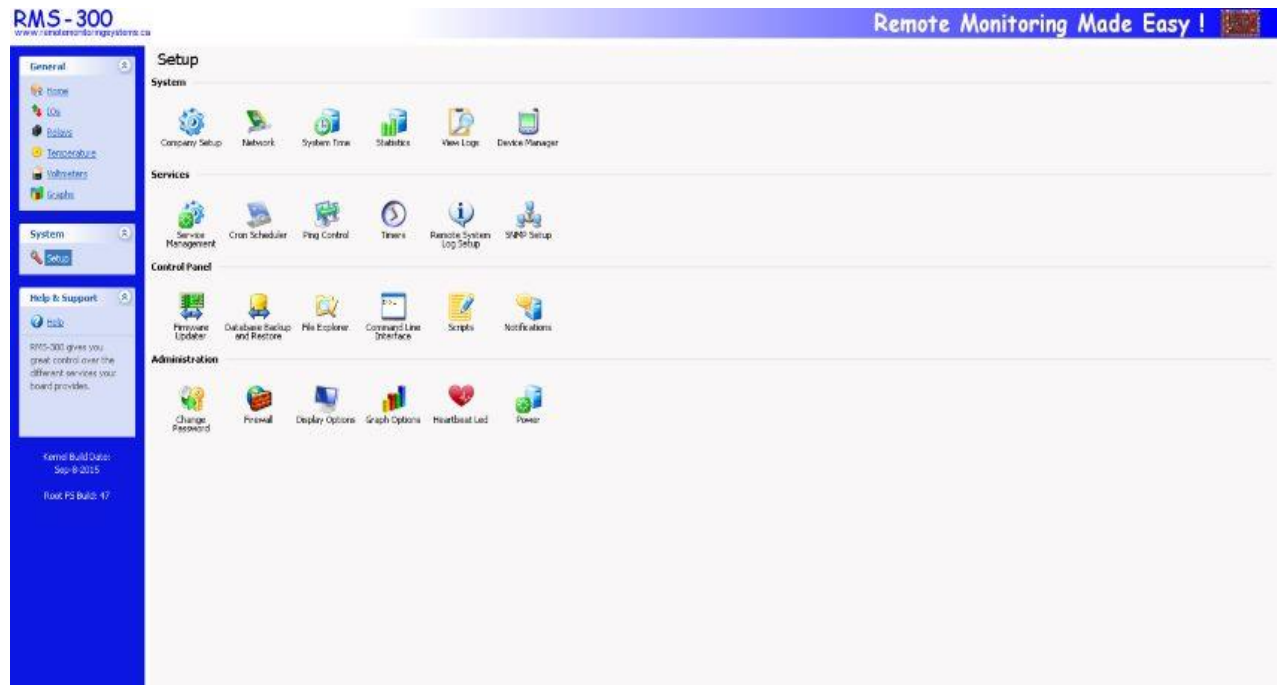 RMS-300
www.remotemonitoringsystems.ca
Remote Monitoring Made Easy !
General
Home
IOs
Relays
Temperature
Voltmeters
Graphs
System
Setup
Help & Support
Help
RMS-300 gives you
great control over the
different services your
board provides.
Kernel Build Date:
Sep-8-2015
Root FS Build: 47
Setup
System
Company Setup
Network
System Time
Statistics
View Logs
Device Manager
Services
Service
Management
Cron Scheduler
Ping Control
Timers
Remote System
Log Setup
SNMP Setup
Control Panel
Firmware
Updater
Database Backup
and Restore
File Explorer
Command Line
Interface
Scripts
Notifications
Administration
Change
Password
Firewall
Display Options
Graph Options
Heartbeat Led
Power